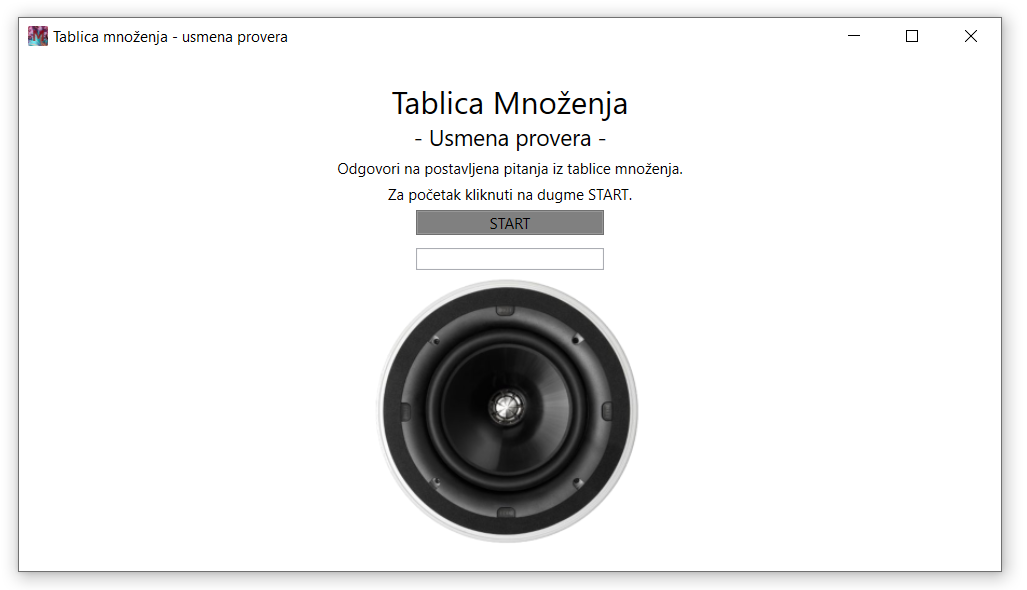 Tablica množenja - usmena provera
Tablica Množenja
- Usmena provera -
Odgovori na postavljena pitanja iz tablice množenja.
Za početak kliknuti na dugme START.
START